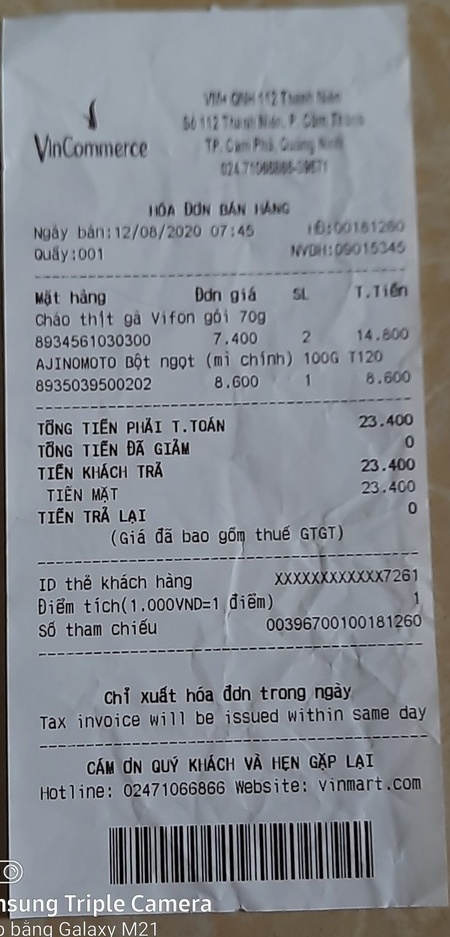 VinCommerce
VM+ QNH 112 Thanh Niên
Số 112 Thanh Niên, P. Cẩm Thành
TP. Cẩm Phả, Quảng Ninh
HÓA ĐƠN BÁN HÀNG
Ngày bán:12/08/2020 07:45 HĐ:00181260
Quầy:001 NVBH:09015345
Mặt hàng Đơn giá SL T.Tiền
Cháo thịt gà Vifon gói 70g
8934561030300 7.400 2 14.800
AJINOMOTO Bột ngọt (mì chính) 100G T120
8935039500202 8.600 1 8.600
TỔNG TIỀN PHẢI T.TOÁN 23.400
TỔNG TIỀN ĐÃ GIẢM 0
TIỀN KHÁCH TRẢ 23.400
TIỀN MẶT 23.400
TIỀN TRẢ LẠI 0
(Giá đã bao gồm thuế GTGT)
ID thẻ khách hàng XXXXXXXXXXXX7261
Điểm tích(1.000VND=1 điểm) 1
Số tham chiếu 00396700100181260
Chỉ xuất hóa đơn trong ngày
Tax invoice will be issued within same day
CẢM ƠN QUÝ KHÁCH VÀ HẸN GẶP LẠI
Hotline: 02471066866 Website: vinmart.com
nsung Triple Camera
p bằng Galaxy M21